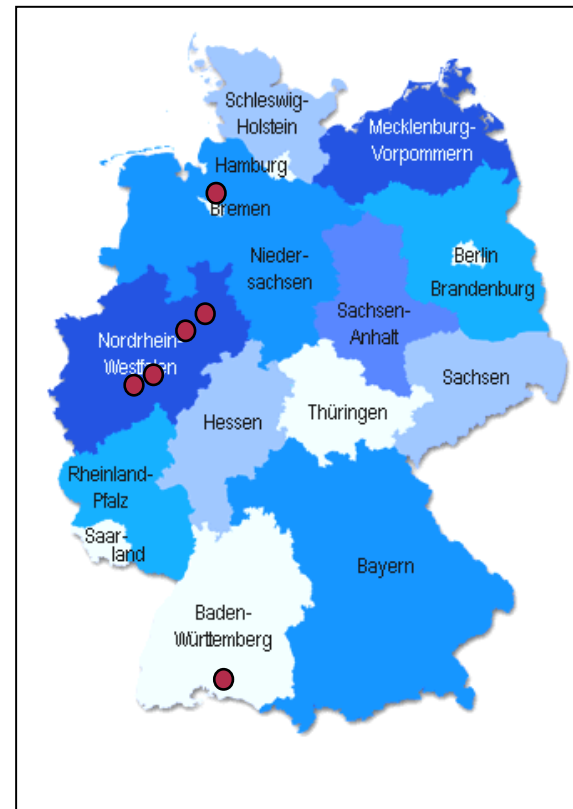 Schleswig-
Holstein
Mecklenburg-
Vorpommern
Hamburg
Bremen
Nieder-
sachsen
Berlin
Brandenburg
Sachsen-
Anhalt
Nordrhein-
Westfalen
Sachsen
Thüringen
Hessen
Rheinland-
Pfalz
Saar-
land
Bayern
Baden-
Württemberg